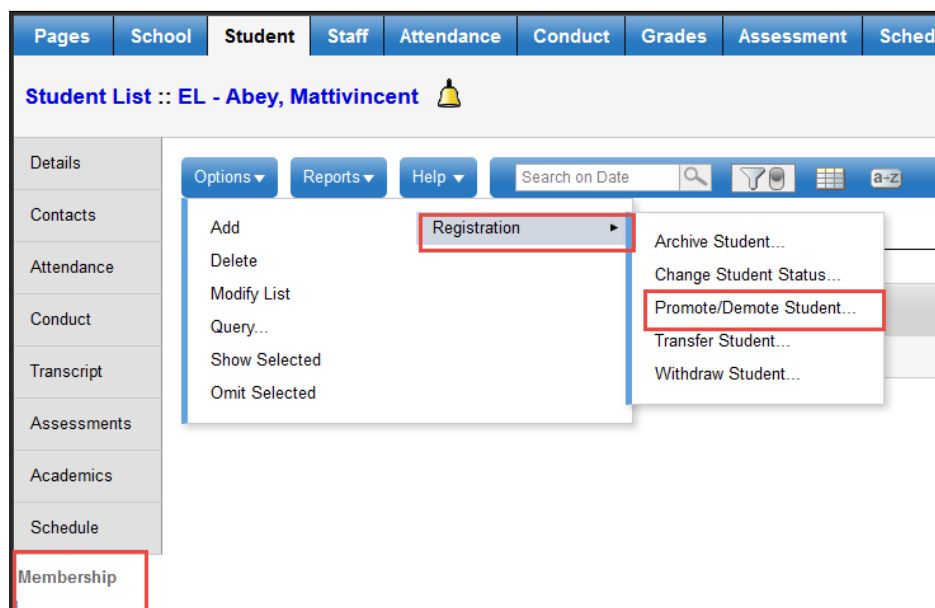 Pages School Student Staff Attendance Conduct Grades Assessment Sched
Student List :: EL - Abey, Mattivincent
Details
Contacts
Attendance
Conduct
Transcript
Assessments
Academics
Schedule
Membership
Options Reports Help Search on Date a-z
Add
Delete
Modify List
Query...
Show Selected
Omit Selected
Registration
Archive Student...
Change Student Status...
Promote/Demote Student...
Transfer Student...
Withdraw Student...